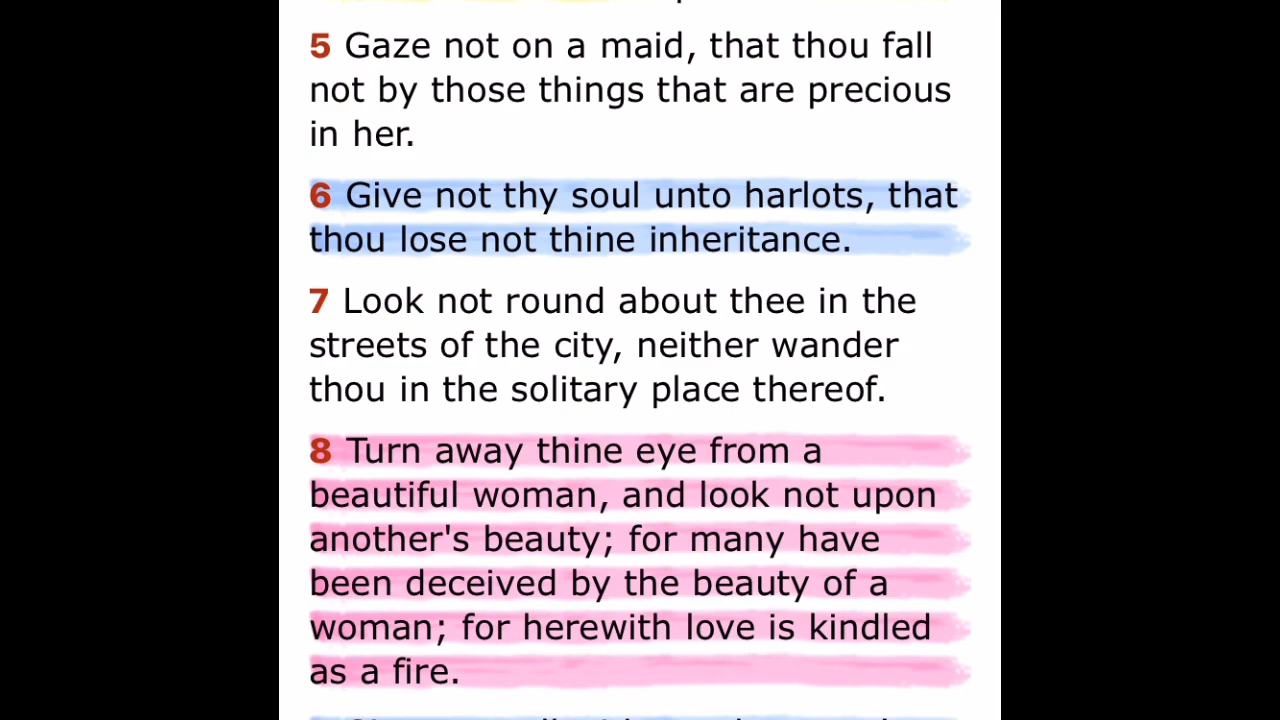 5 Gaze not on a maid, that thou fall
not by those things that are precious
in her.
6 Give not thy soul unto harlots, that
thou lose not thine inheritance.
7 Look not round about thee in the
streets of the city, neither wander
thou in the solitary place thereof.
8 Turn away thine eye from a
beautiful woman, and look not upon
another's beauty; for many have
been deceived by the beauty of a
woman; for herewith love is kindled
as a fire.